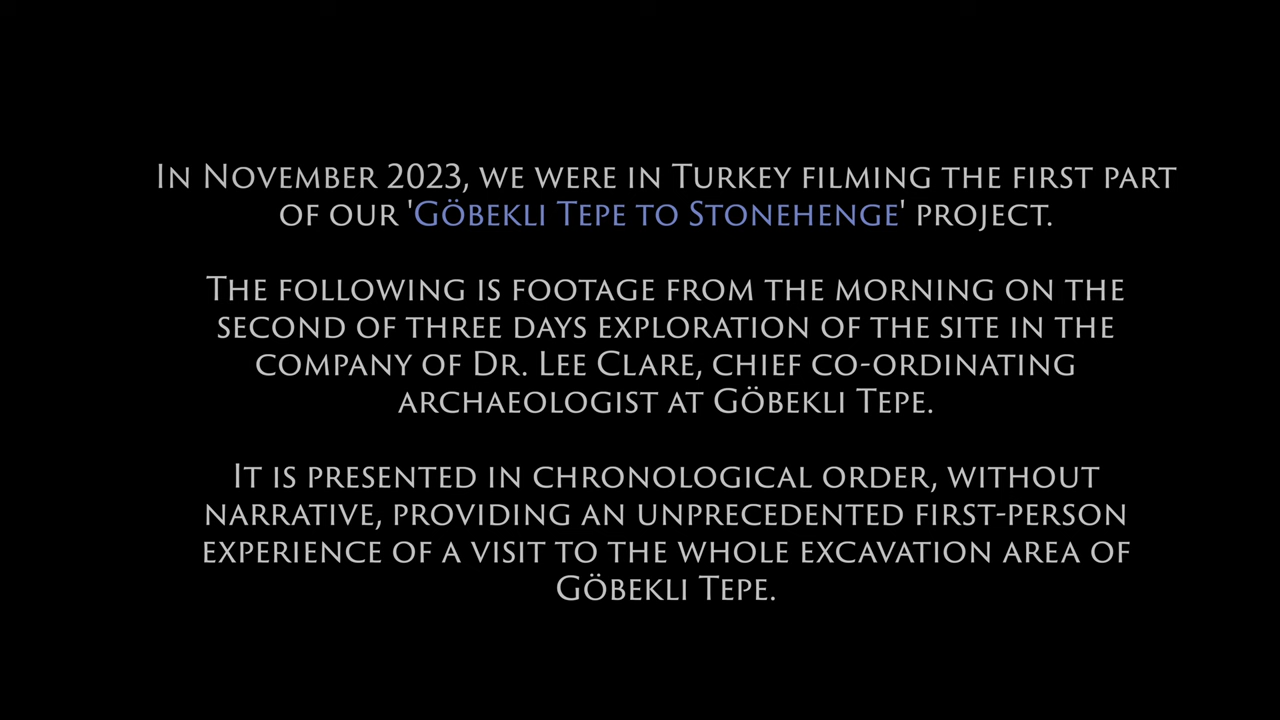 In November 2023, we were in Turkey filming the first part
of our 'Göbekli Tepe to Stonehenge' project.
The following is footage from the morning on the
second of three days exploration of the site in the
company of Dr. Lee Clare, chief co-ordinating
archaeologist at Göbekli Tepe.
It is presented in chronological order, without
narrative, providing an unprecedented first-person
experience of a visit to the whole excavation area of
Göbekli Tepe.